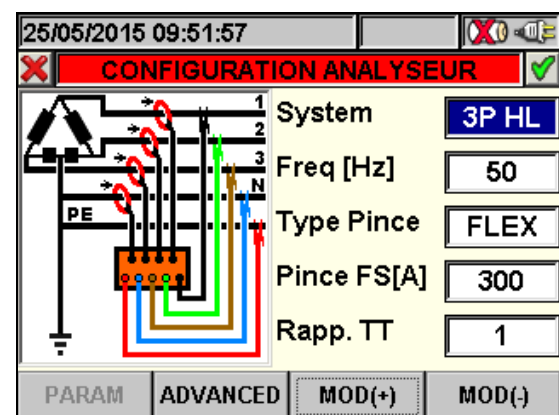 25/05/2015 09:51:57
CONFIGURATION ANALYSEUR
1
2
3
N
PE
System 3P HL
Freq [Hz] 50
Type Pince FLEX
Pince FS[A] 300
Rapp. TT 1
PARAM ADVANCED MOD(+) MOD(-)